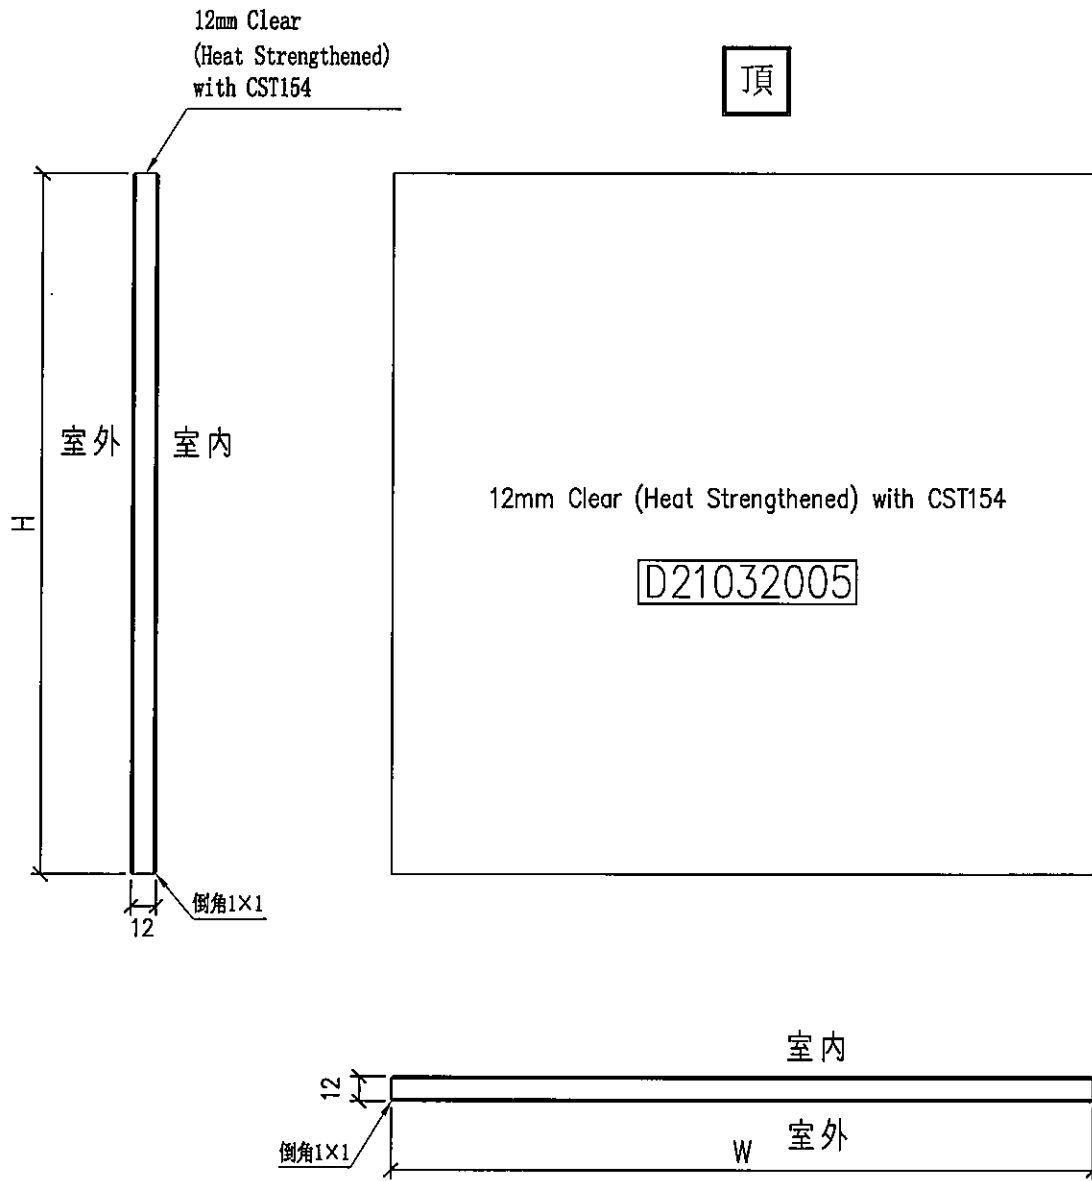 12mm Clear
(Heat Strengthened)
with CST154
頂
室外
室内
H
12mm Clear (Heat Strengthened) with CST154
D21032005
倒角1×1
12
室内
12
倒角1×1
室外
W